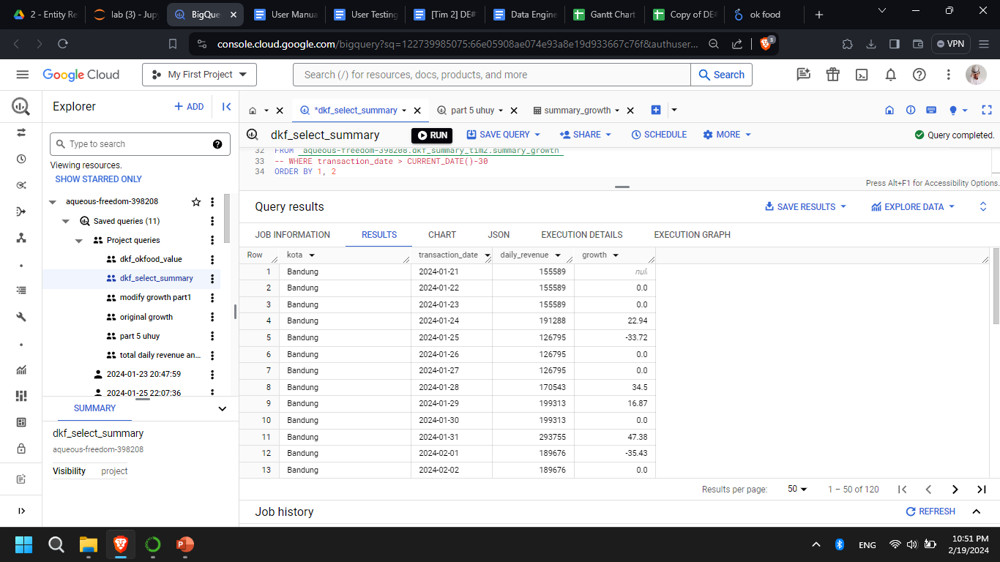 2 - Entity Re
lab (3) - Jup
BigQue
User Manua
User Testing
[Tim 2] DE#
Data Engine
Gantt Chart
Copy of DE#
ok food
console.cloud.google.com/bigquery?sq=122739985075:66e05908ae074e93a8e19d933667c76f&authuser...
3
VPN
Google Cloud
My First Project
Search (/) for resources, docs, products, and more
Search
Explorer
+ ADD
*dkf_select_summary
part 5 uhuy
summary_growth
Type to search
dkf_select_summary
RUN
SAVE QUERY
SHARE
SCHEDULE
MORE
Query completed.
Viewing resources.
SHOW STARRED ONLY
32 FROM `aqueous-freedom-398208.dkf_summary_tim2.summary_growth`
33 -- WHERE transaction_date > CURRENT_DATE()-30
34 ORDER BY 1, 2
Press Alt+F1 for Accessibility Options.
aqueous-freedom-398208
Saved queries (11)
Project queries
dkf_okfood_value
dkf_select_summary
modify growth part1
original growth
part 5 uhuy
total daily revenue an...
2024-01-23 20:47:59
2024-01-25 22:07:36
SUMMARY
dkf_select_summary
aqueous-freedom-398208
Visibility project
Query results
SAVE RESULTS
EXPLORE DATA
JOB INFORMATION
RESULTS
CHART
JSON
EXECUTION DETAILS
EXECUTION GRAPH
Row kota transaction_date daily_revenue growth
1 Bandung 2024-01-21 155589 null
2 Bandung 2024-01-22 155589 0.0
3 Bandung 2024-01-23 155589 0.0
4 Bandung 2024-01-24 191288 22.94
5 Bandung 2024-01-25 126795 -33.72
6 Bandung 2024-01-26 126795 0.0
7 Bandung 2024-01-27 126795 0.0
8 Bandung 2024-01-28 170543 34.5
9 Bandung 2024-01-29 199313 16.87
10 Bandung 2024-01-30 199313 0.0
11 Bandung 2024-01-31 293755 47.38
12 Bandung 2024-02-01 189676 -35.43
13 Bandung 2024-02-02 189676 0.0
Results per page: 50 1 – 50 of 120
Job history
REFRESH
ENG
10:51 PM
2/19/2024